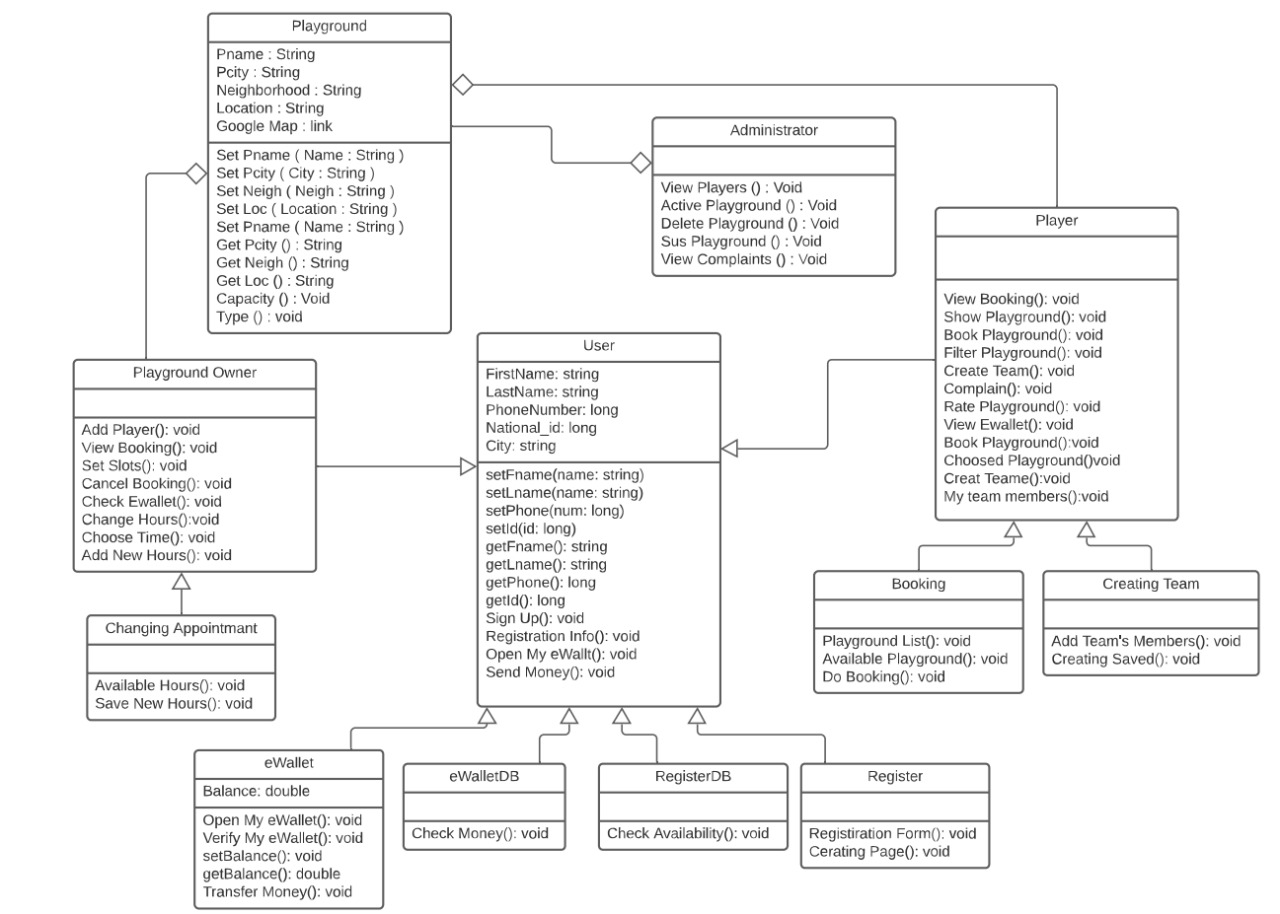 Playground
Pname : String
Pcity : String
Neighborhood : String
Location : String
Google Map : link
Set Pname ( Name : String )
Set Pcity ( City : String )
Set Neigh ( Neigh : String )
Set Loc ( Location : String )
Set Pname ( Name : String )
Get Pcity () : String
Get Neigh () : String
Get Loc () : String
Capacity () : Void
Type () : void
Administrator
View Players () : Void
Active Playground () : Void
Delete Playground () : Void
Sus Playground () : Void
View Complaints () : Void
Player
View Booking(): void
Show Playground(): void
Book Playground(): void
Filter Playground(): void
Create Team(): void
Complain(): void
Rate Playground(): void
View Ewallet(): void
Book Playground():void
Choosed Playground()void
Creat Teame():void
My team members():void
Playground Owner
Add Player(): void
View Booking(): void
Set Slots(): void
Cancel Booking(): void
Check Ewallet(): void
Change Hours():void
Choose Time(): void
Add New Hours(): void
User
FirstName: string
LastName: string
PhoneNumber: long
National_id: long
City: string
setFname(name: string)
setLname(name: string)
setPhone(num: long)
setId(id: long)
getFname(): string
getLname(): string
getPhone(): long
getId(): long
Sign Up(): void
Registration Info(): void
Open My eWallt(): void
Send Money(): void
Booking
Playground List(): void
Available Playground(): void
Do Booking(): void
Creating Team
Add Team's Members(): void
Creating Saved(): void
Changing Appointmant
Available Hours(): void
Save New Hours(): void
eWallet
Balance: double
Open My eWallet(): void
Verify My eWallet(): void
setBalance(): void
getBalance(): double
Transfer Money(): void
eWalletDB
Check Money(): void
RegisterDB
Check Availability(): void
Register
Registiration Form(): void
Cerating Page(): void